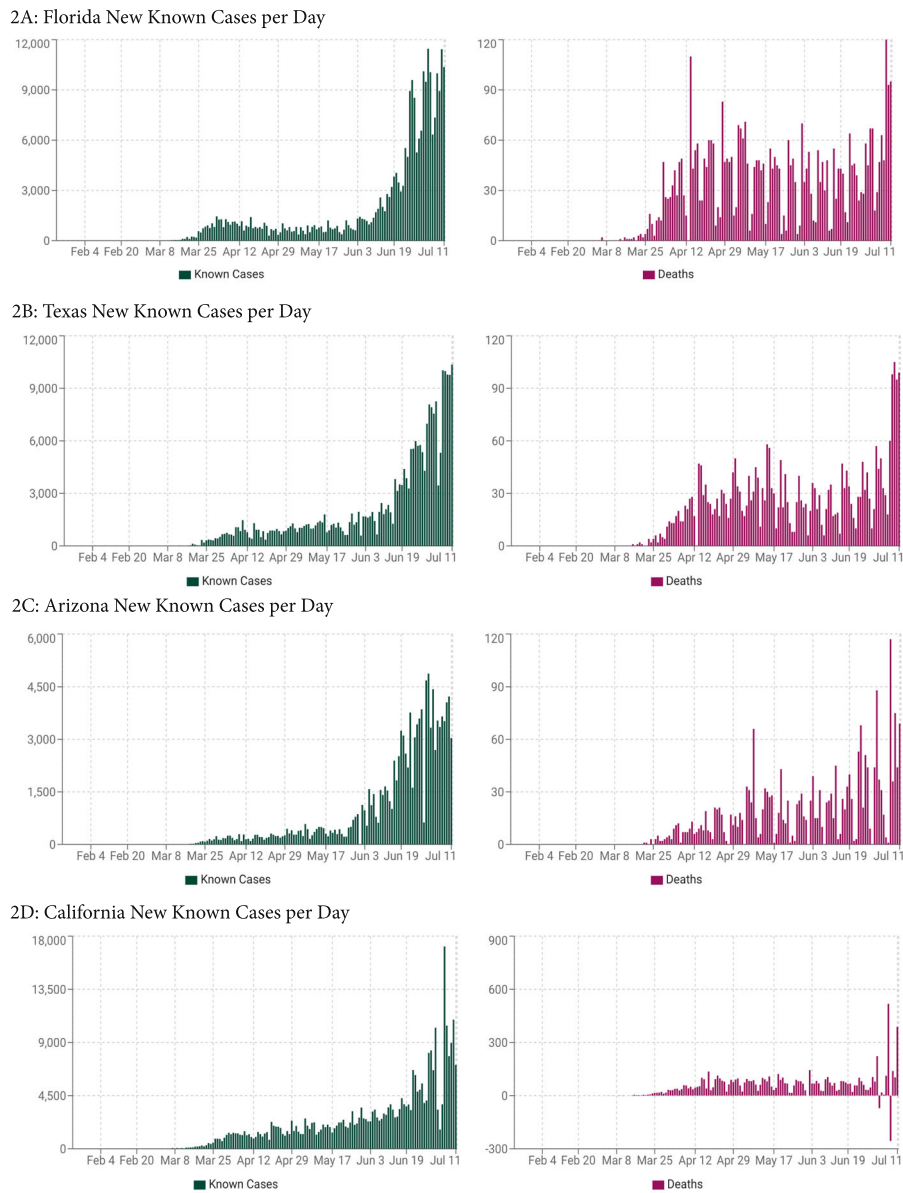 2A: Florida New Known Cases per Day
12,000
9,000
6,000
3,000
0
Feb 4 Feb 20 Mar 8 Mar 25 Apr 12 Apr 29 May 17 Jun 3 Jun 19 Jul 11
Known Cases
120
90
60
30
0
Feb 4 Feb 20 Mar 8 Mar 25 Apr 12 Apr 29 May 17 Jun 3 Jun 19 Jul 11
Deaths
2B: Texas New Known Cases per Day
12,000
9,000
6,000
3,000
0
Feb 4 Feb 20 Mar 8 Mar 25 Apr 12 Apr 29 May 17 Jun 3 Jun 19 Jul 11
Known Cases
120
90
60
30
0
Feb 4 Feb 20 Mar 8 Mar 25 Apr 12 Apr 29 May 17 Jun 3 Jun 19 Jul 11
Deaths
2C: Arizona New Known Cases per Day
6,000
4,500
3,000
1,500
0
Feb 4 Feb 20 Mar 8 Mar 25 Apr 12 Apr 29 May 17 Jun 3 Jun 19 Jul 11
Known Cases
120
90
60
30
0
Feb 4 Feb 20 Mar 8 Mar 25 Apr 12 Apr 29 May 17 Jun 3 Jun 19 Jul 11
Deaths
2D: California New Known Cases per Day
18,000
13,500
9,000
4,500
0
Feb 4 Feb 20 Mar 8 Mar 25 Apr 12 Apr 29 May 17 Jun 3 Jun 19 Jul 11
Known Cases
900
600
300
0
-300
Feb 4 Feb 20 Mar 8 Mar 25 Apr 12 Apr 29 May 17 Jun 3 Jun 19 Jul 11
Deaths